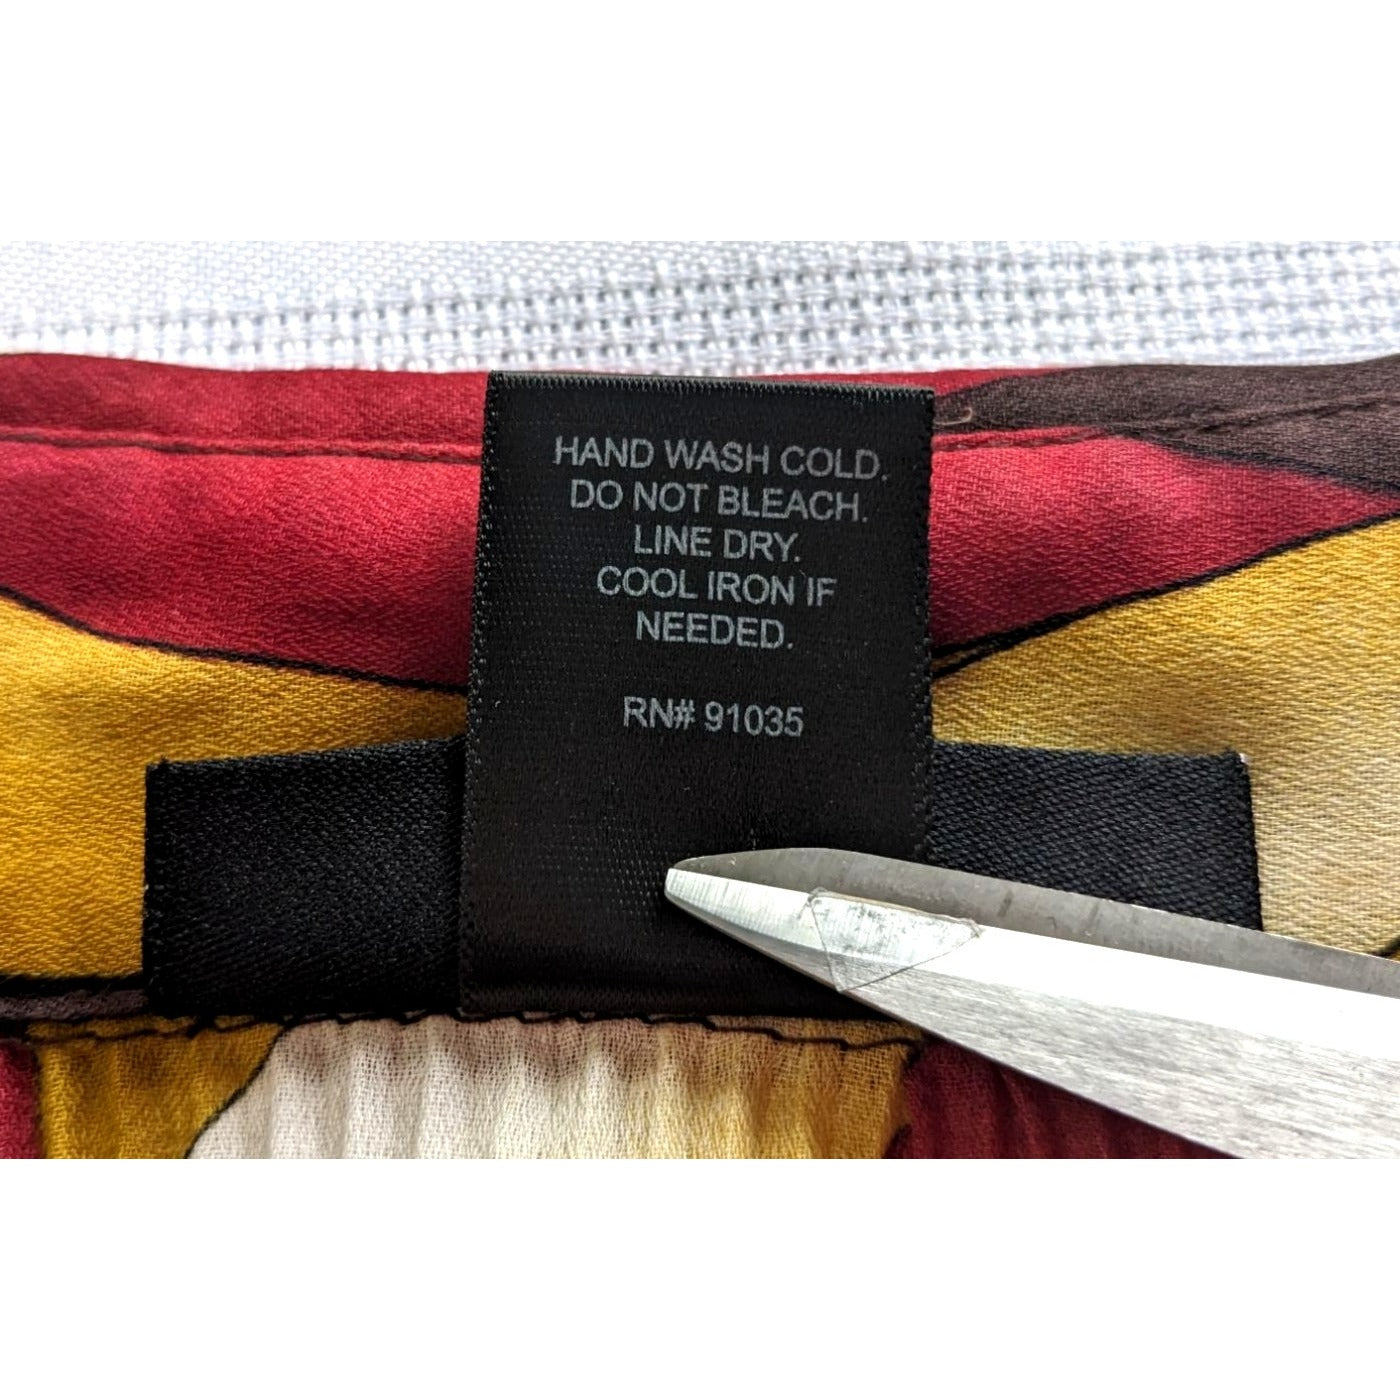 HAND WASH COLD.
DO NOT BLEACH.
LINE DRY.
COOL IRON IF
NEEDED.
RN# 91035